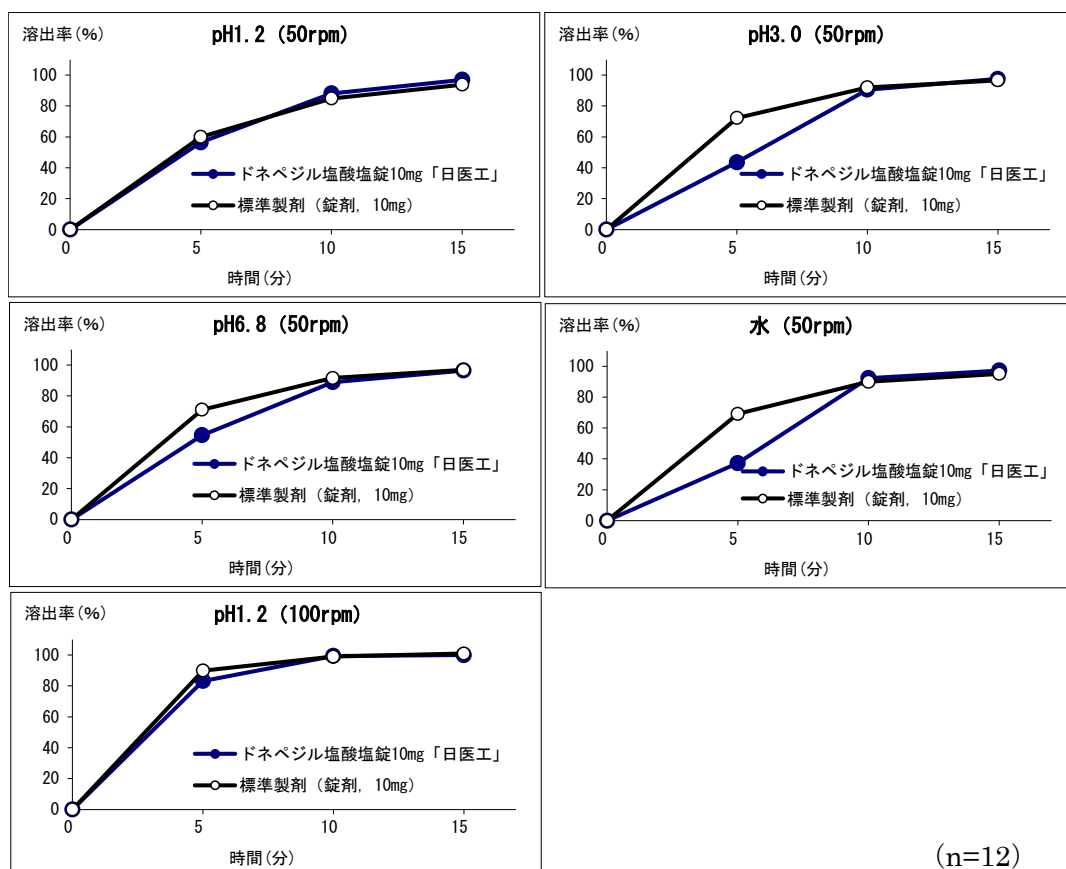 溶出率(%)
pH1.2 (50rpm)
100
80
60
40
20
0
ドネペジル塩酸塩錠10mg「日医工」
標準製剤(錠剤, 10mg)
0 5 10 15
時間(分)
溶出率(%)
pH3.0 (50rpm)
100
80
60
40
20
0
ドネペジル塩酸塩錠10mg「日医工」
標準製剤(錠剤, 10mg)
0 5 10 15
時間(分)
溶出率(%)
pH6.8 (50rpm)
100
80
60
40
20
0
ドネペジル塩酸塩錠10mg「日医工」
標準製剤(錠剤, 10mg)
0 5 10 15
時間(分)
溶出率(%)
水 (50rpm)
100
80
60
40
20
0
ドネペジル塩酸塩錠10mg「日医工」
標準製剤(錠剤, 10mg)
0 5 10 15
時間(分)
溶出率(%)
pH1.2 (100rpm)
100
80
60
40
20
0
ドネペジル塩酸塩錠10mg「日医工」
標準製剤(錠剤, 10mg)
0 5 10 15
時間(分)
(n=12)